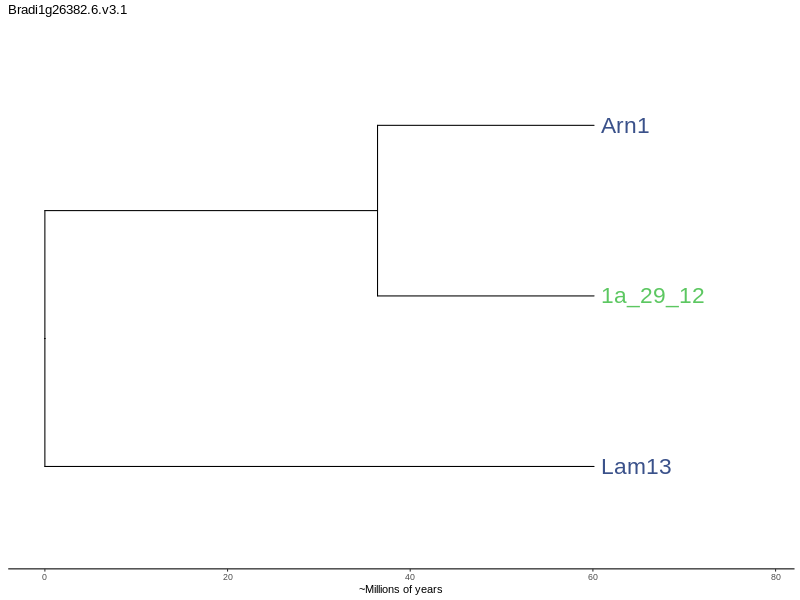 Bradi1g26382.6.v3.1
Arn1
1a_29_12
Lam13
0 20 40 60 80
~Millions of years